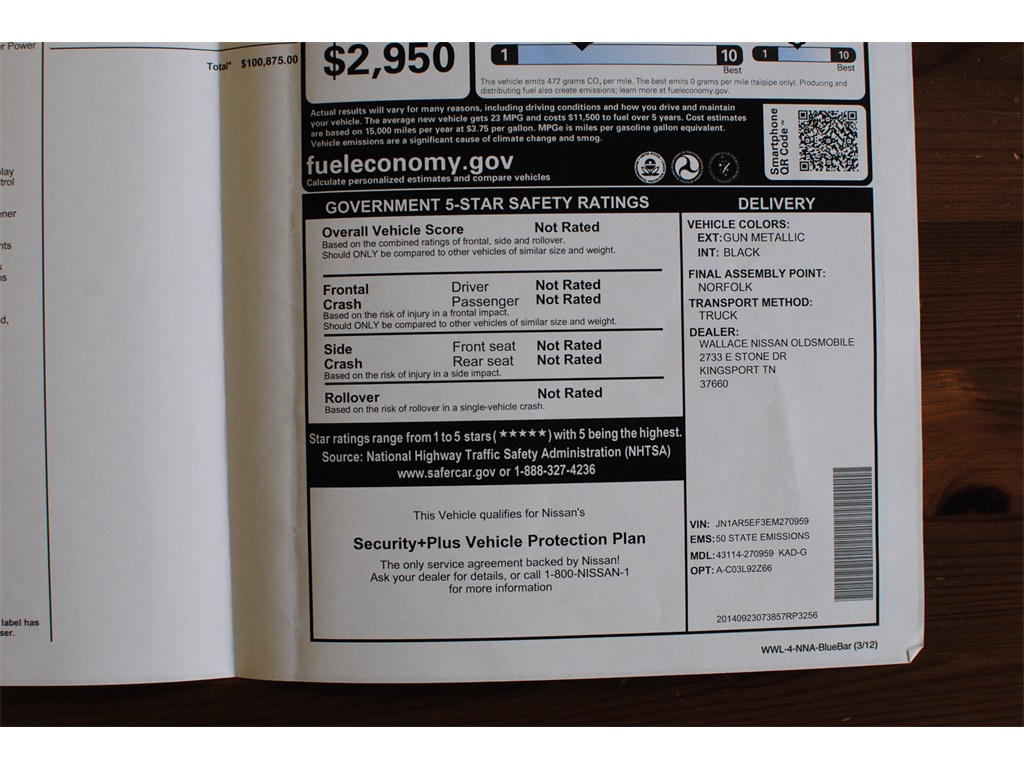 r Power
Total* $100,875.00
lay
trol
ner
nts
s
s
d,
label has
ser.
$2,950
1 10
Best
1 10
Best
This vehicle emits 472 grams CO₂ per mile. The best emits 0 grams per mile (tailpipe only). Producing and
distributing fuel also create emissions; learn more at fueleconomy.gov.
Actual results will vary for many reasons, including driving conditions and how you drive and maintain
your vehicle. The average new vehicle gets 23 MPG and costs $11,500 to fuel over 5 years. Cost estimates
are based on 15,000 miles per year at $3.75 per gallon. MPGe is miles per gasoline gallon equivalent.
Vehicle emissions are a significant cause of climate change and smog.
fueleconomy.gov
Calculate personalized estimates and compare vehicles
Smartphone
QR Code™
GOVERNMENT 5-STAR SAFETY RATINGS
Overall Vehicle Score Not Rated
Based on the combined ratings of frontal, side and rollover.
Should ONLY be compared to other vehicles of similar size and weight.
Frontal Driver Not Rated
Crash Passenger Not Rated
Based on the risk of injury in a frontal impact.
Should ONLY be compared to other vehicles of similar size and weight.
Side Front seat Not Rated
Crash Rear seat Not Rated
Based on the risk of injury in a side impact.
Rollover Not Rated
Based on the risk of rollover in a single-vehicle crash.
Star ratings range from 1 to 5 stars (★★★★★) with 5 being the highest.
Source: National Highway Traffic Safety Administration (NHTSA)
www.safercar.gov or 1-888-327-4236
This Vehicle qualifies for Nissan's
Security+Plus Vehicle Protection Plan
The only service agreement backed by Nissan!
Ask your dealer for details, or call 1-800-NISSAN-1
for more information
DELIVERY
VEHICLE COLORS:
EXT:GUN METALLIC
INT: BLACK
FINAL ASSEMBLY POINT:
NORFOLK
TRANSPORT METHOD:
TRUCK
DEALER:
WALLACE NISSAN OLDSMOBILE
2733 E STONE DR
KINGSPORT TN
37660
VIN: JN1AR5EF3EM270959
EMS:50 STATE EMISSIONS
MDL:43114-270959 KAD-G
OPT: A-C03L92Z66
20140923073857RP3256
WWL-4-NNA-BlueBar (3/12)